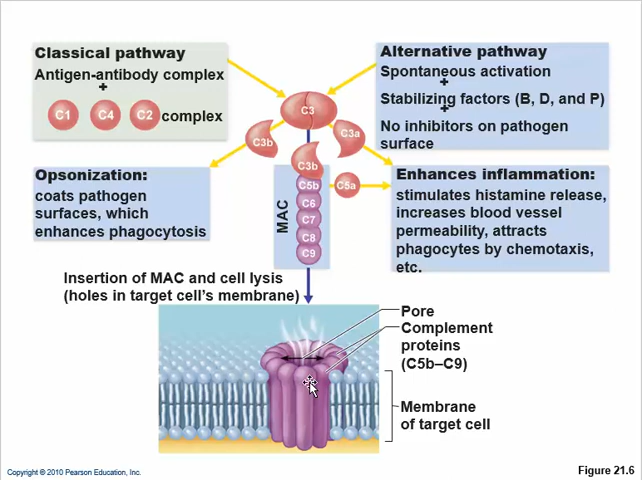 Classical pathway
Antigen-antibody complex
+
C1 C4 C2 complex
Alternative pathway
Spontaneous activation
+
Stabilizing factors (B, D, and P)
+
No inhibitors on pathogen
surface
C3
C3b
C3a
C3b
Opsonization:
coats pathogen
surfaces, which
enhances phagocytosis
MAC
C5b
C6
C7
C8
C9
C5a
Enhances inflammation:
stimulates histamine release,
increases blood vessel
permeability, attracts
phagocytes by chemotaxis,
etc.
Insertion of MAC and cell lysis
(holes in target cell's membrane)
Pore
Complement
proteins
(C5b–C9)
Membrane
of target cell
Copyright © 2010 Pearson Education, Inc.
Figure 21.6